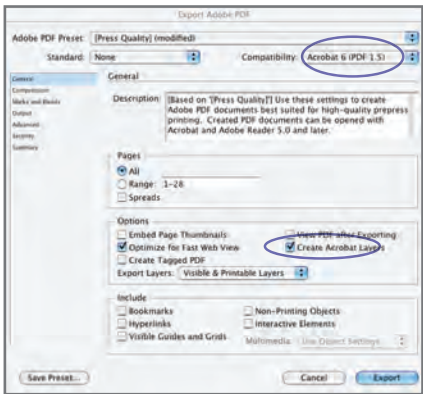 Export Adobe PDF
Adobe PDF Preset: [Press Quality] (modified)
Standard: None Compatibility: Acrobat 6 (PDF 1.5)
General
Compression
Marks and Bleeds
Output
Advanced
Security
Summary
General
Description: [Based on '[Press Quality]'] Use these settings to create
Adobe PDF documents best suited for high-quality prepress
printing. Created PDF documents can be opened with
Acrobat and Adobe Reader 5.0 and later.
Pages
All
Range: 1-28
Spreads
Options
Embed Page Thumbnails View PDF after Exporting
Optimize for Fast Web View Create Acrobat Layers
Create Tagged PDF
Export Layers: Visible & Printable Layers
Include
Bookmarks Non-Printing Objects
Hyperlinks Interactive Elements
Visible Guides and Grids Multimedia: Use Object Settings
Save Preset... Cancel Export